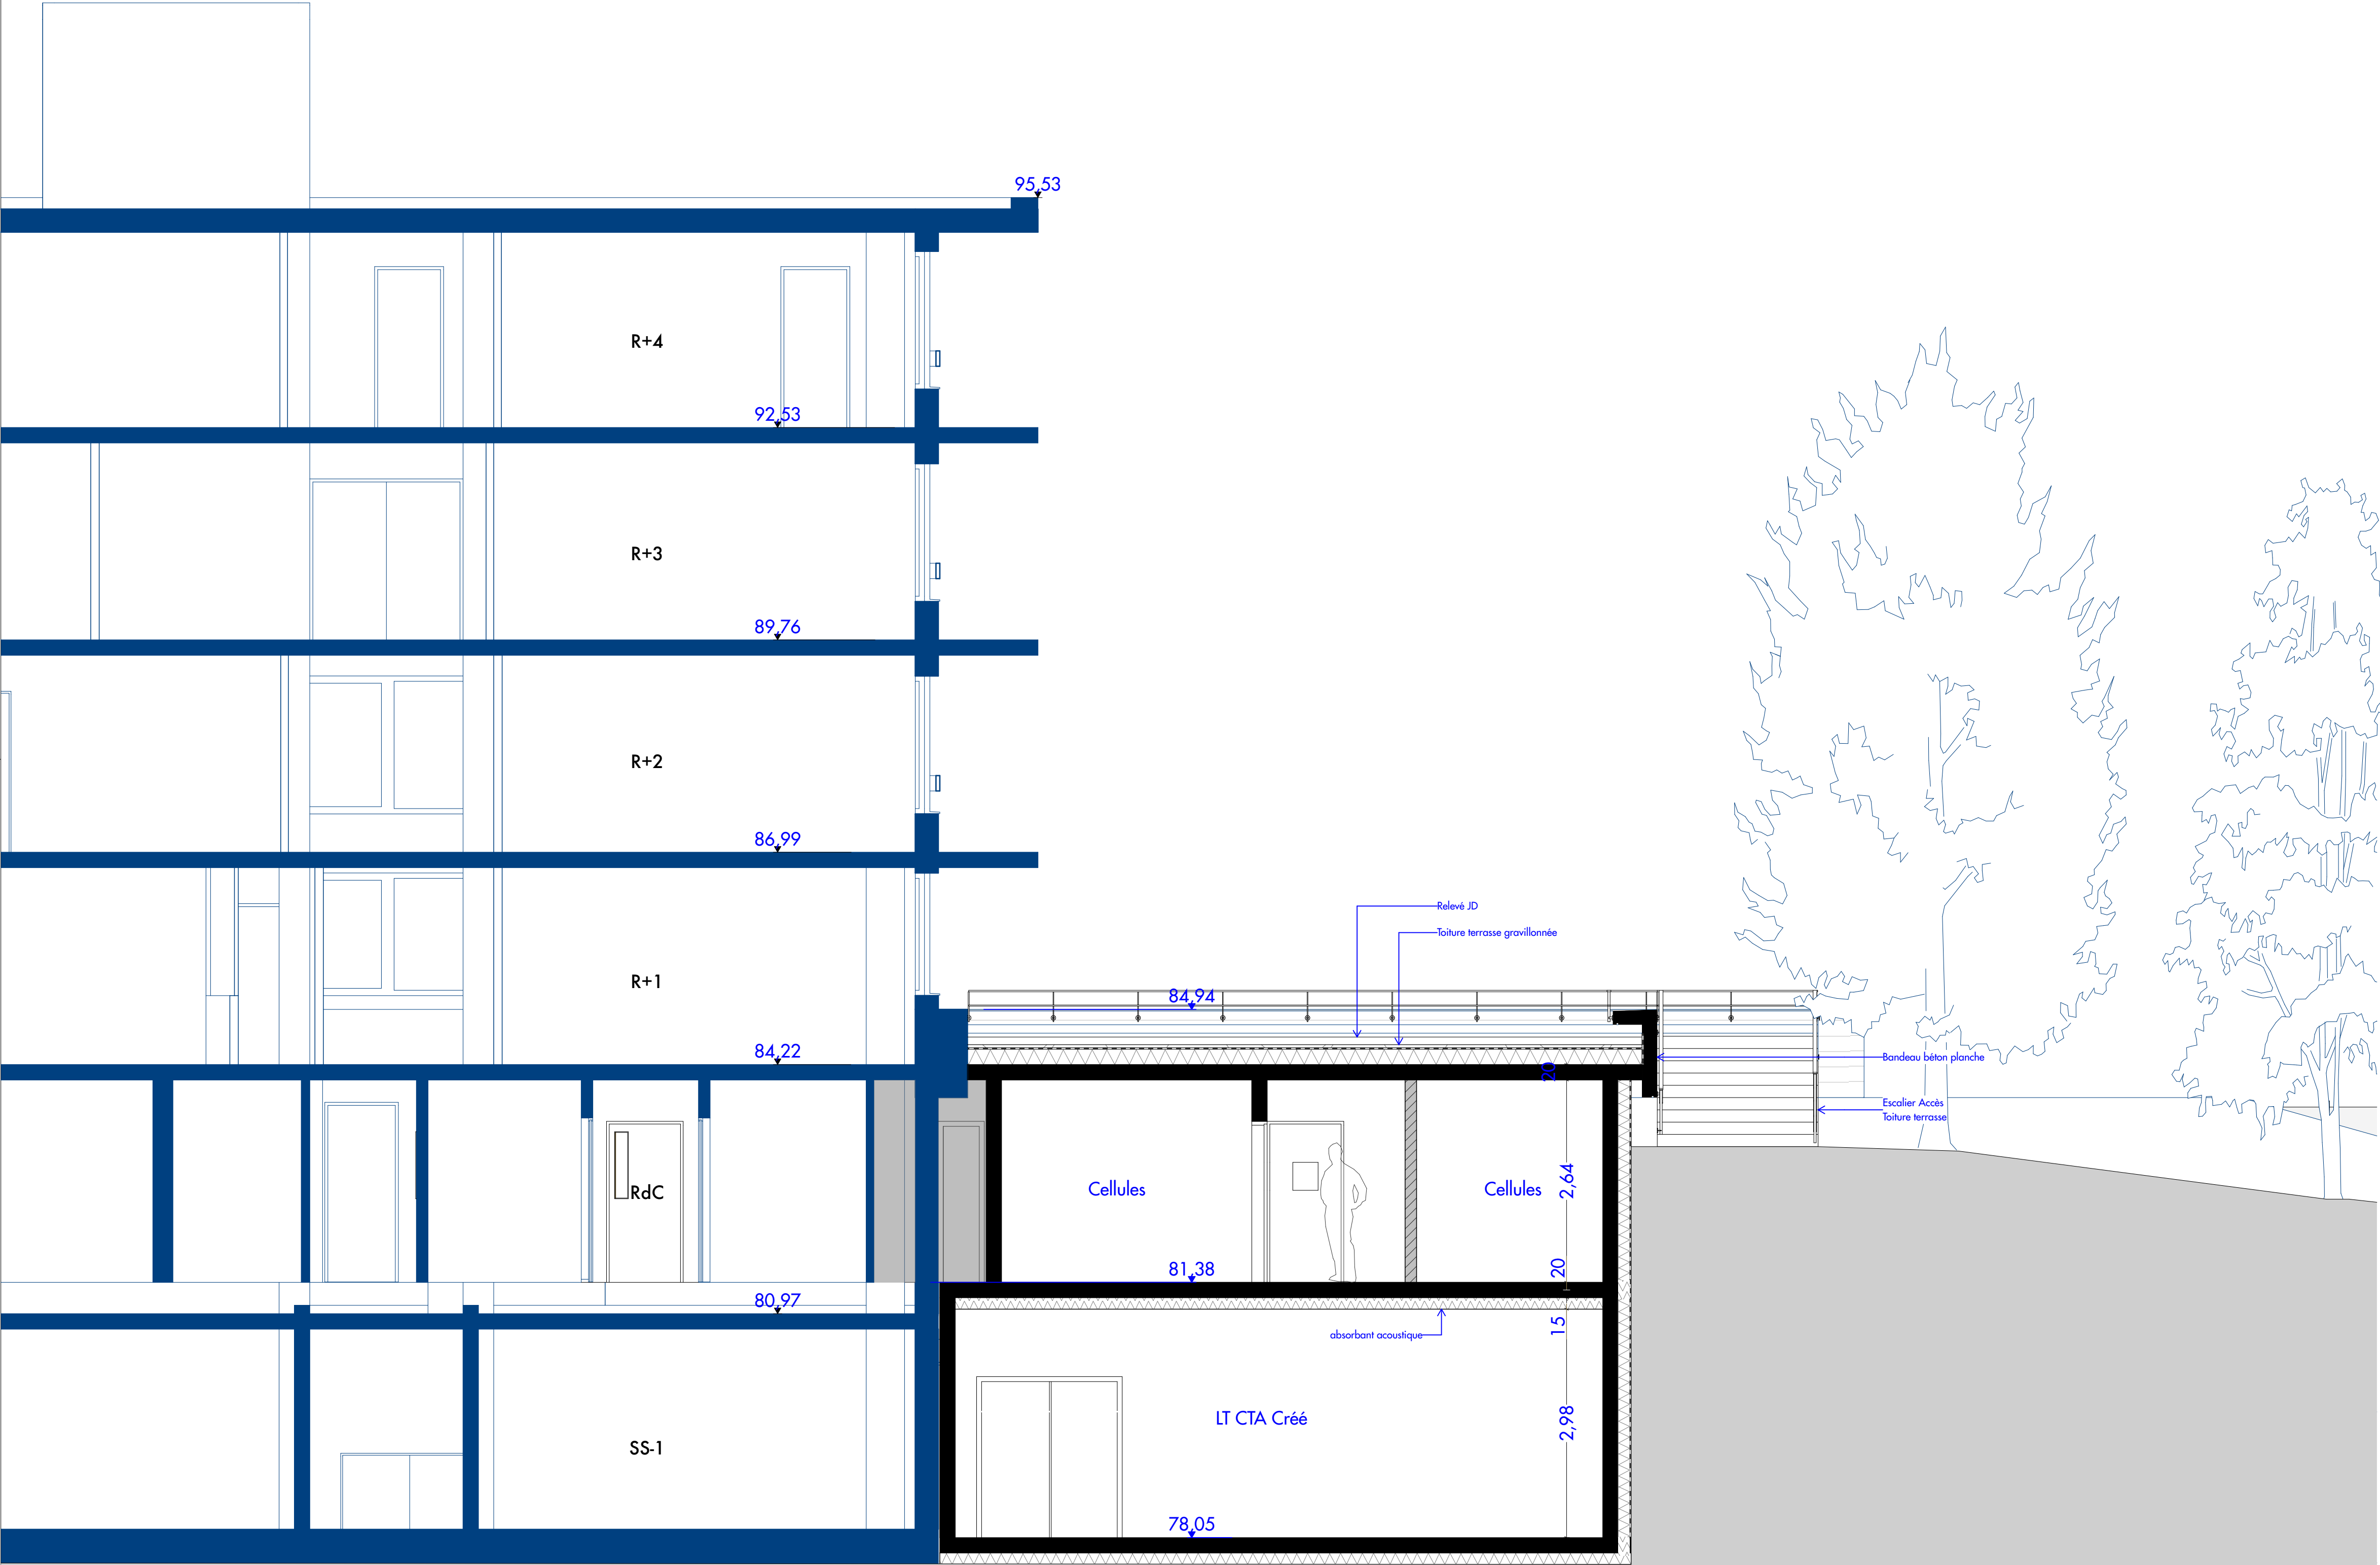 95,53
R+4
92,53
R+3
89,76
R+2
86,99
Relevé JD
Toiture terrasse gravillonnée
R+1
84,94
84,22
20
Bandeau béton planche
Escalier Accès
Toiture terrasse
RdC
Cellules
Cellules
2,64
81,38
20
80,97
15
absorbant acoustique
LT CTA Créé
2,98
SS-1
78,05